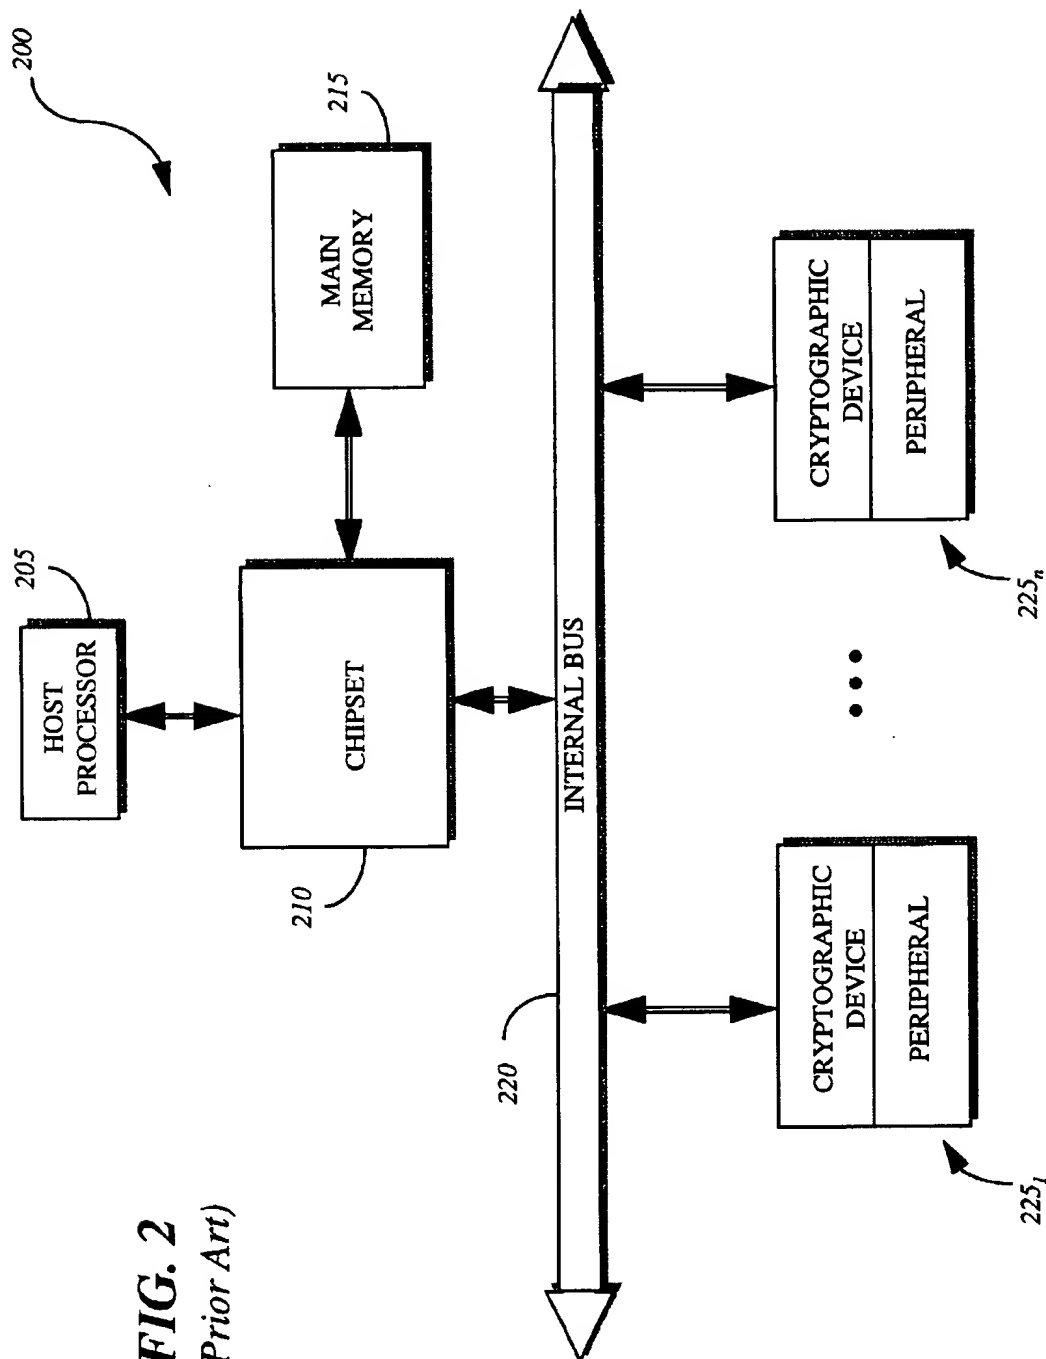 200
205
HOST
PROCESSOR
215
MAIN
MEMORY
CHIPSET
210
INTERNAL BUS
220
CRYPTOGRAPHIC
DEVICE
PERIPHERAL
225₁
• • •
CRYPTOGRAPHIC
DEVICE
PERIPHERAL
225ₙ
FIG. 2
Prior Art)